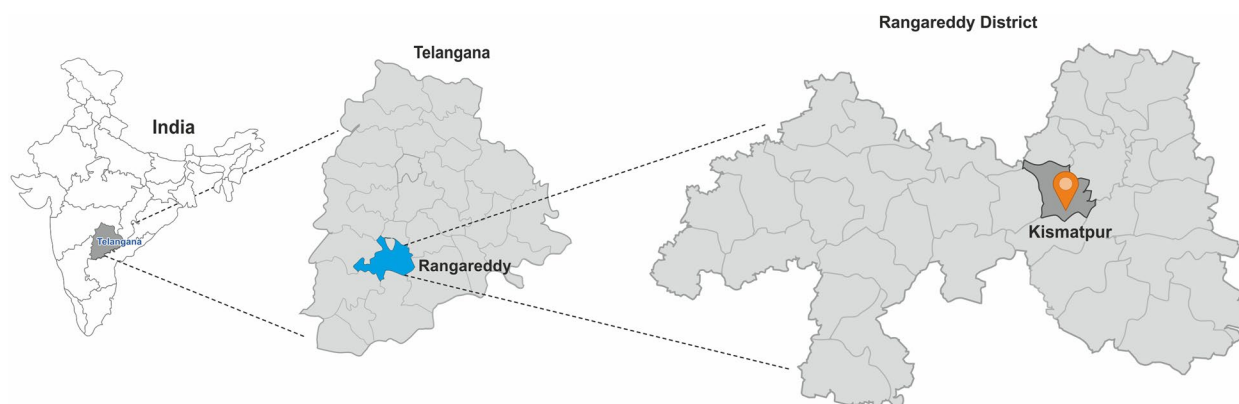 India
Telangana
Telangana
Rangareddy
Rangareddy District
Kismatpur